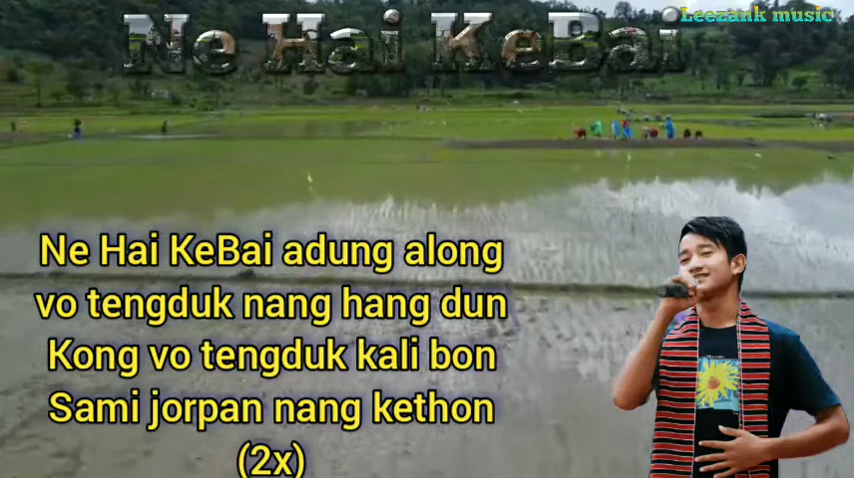 Leezank music
Ne Hai KeBai
Ne Hai KeBai adung along
vo tengduk nang hang dun
Kong vo tengduk kali bon
Sami jorpan nang kethon
(2x)